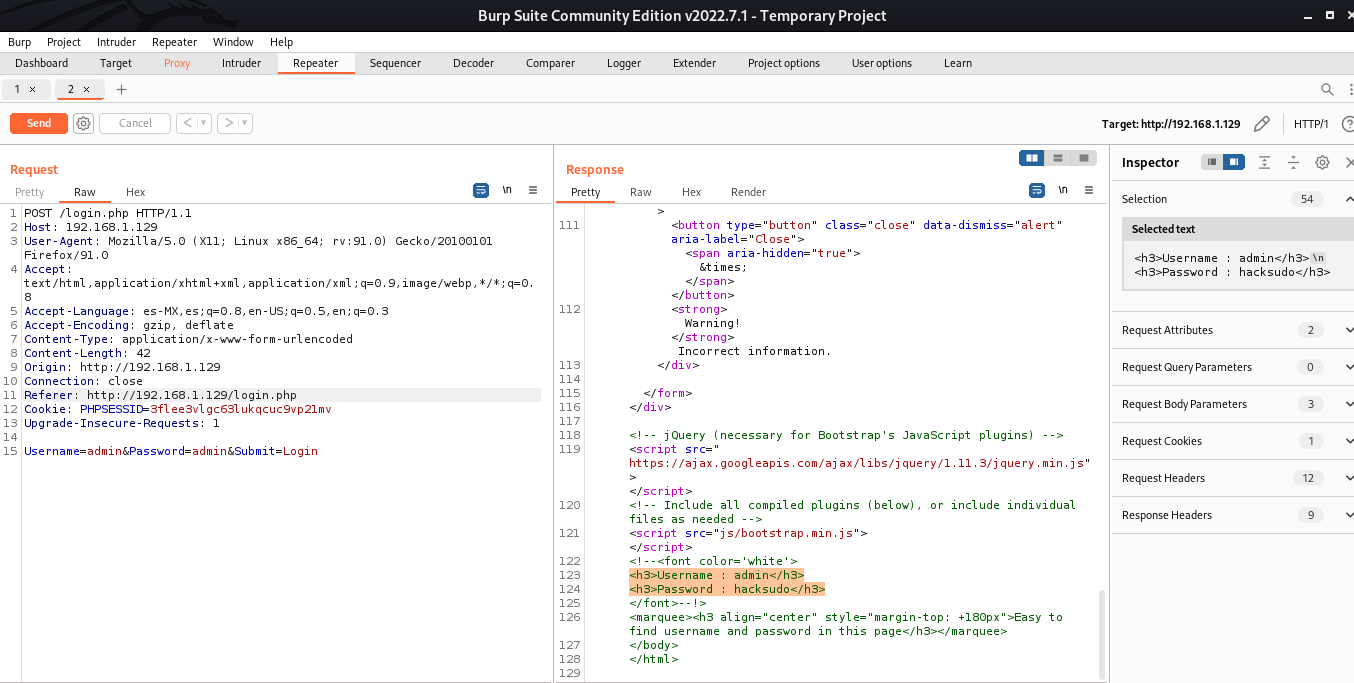 Burp Suite Community Edition v2022.7.1 - Temporary Project
Burp Project Intruder Repeater Window Help
Dashboard Target Proxy Intruder Repeater Sequencer Decoder Comparer Logger Extender Project options User options Learn
1 × 2 × +
Send Cancel < >
Target: http://192.168.1.129 HTTP/1 ?
Request
Pretty Raw Hex \n
1 POST /login.php HTTP/1.1
2 Host: 192.168.1.129
3 User-Agent: Mozilla/5.0 (X11; Linux x86_64; rv:91.0) Gecko/20100101
Firefox/91.0
4 Accept:
text/html,application/xhtml+xml,application/xml;q=0.9,image/webp,*/*;q=0.
8
5 Accept-Language: es-MX,es;q=0.8,en-US;q=0.5,en;q=0.3
6 Accept-Encoding: gzip, deflate
7 Content-Type: application/x-www-form-urlencoded
8 Content-Length: 42
9 Origin: http://192.168.1.129
10 Connection: close
11 Referer: http://192.168.1.129/login.php
12 Cookie: PHPSESSID=3flee3vlgc63lukqcuc9vp21mv
13 Upgrade-Insecure-Requests: 1
14
15 Username=admin&Password=admin&Submit=Login
Response
Pretty Raw Hex Render \n
>
111 <button type="button" class="close" data-dismiss="alert"
aria-label="Close">
<span aria-hidden="true">
&times;
</span>
</button>
112 <strong>
Warning!
</strong>
Incorrect information.
113 </div>
114
115 </form>
116 </div>
117
118 <!-- jQuery (necessary for Bootstrap's JavaScript plugins) -->
119 <script src="
https://ajax.googleapis.com/ajax/libs/jquery/1.11.3/jquery.min.js"
>
</script>
120 <!-- Include all compiled plugins (below), or include individual
files as needed -->
121 <script src="js/bootstrap.min.js">
</script>
122 <!--<font color='white'>
123 <h3>Username : admin</h3>
124 <h3>Password : hacksudo</h3>
125 </font>--!>
126 <marquee><h3 align="center" style="margin-top: +180px">Easy to
find username and password in this page</h3></marquee>
127 </body>
128 </html>
129
Inspector
Selection 54
Selected text
<h3>Username : admin</h3>\n
<h3>Password : hacksudo</h3>
Request Attributes 2
Request Query Parameters 0
Request Body Parameters 3
Request Cookies 1
Request Headers 12
Response Headers 9